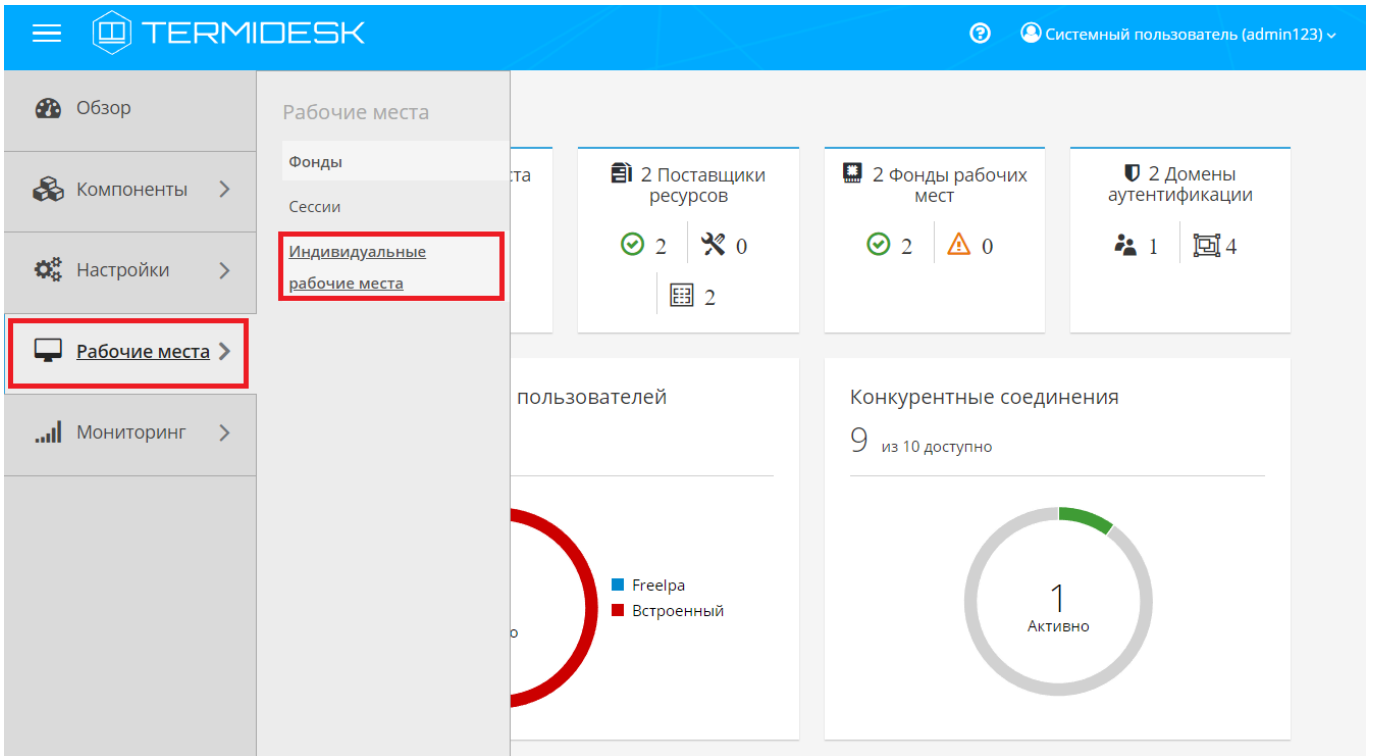 TERMIDESK
Системный пользователь (admin123)
Обзор
Компоненты
Настройки
Рабочие места
Мониторинг
Рабочие места
Фонды
Сессии
Индивидуальные
рабочие места
та
2 Поставщики
ресурсов
2
0
2
2 Фонды рабочих
мест
2
0
2 Домены
аутентификации
1
4
пользователей
Freelpa
Встроенный
о
Конкурентные соединения
9 из 10 доступно
1
Активно